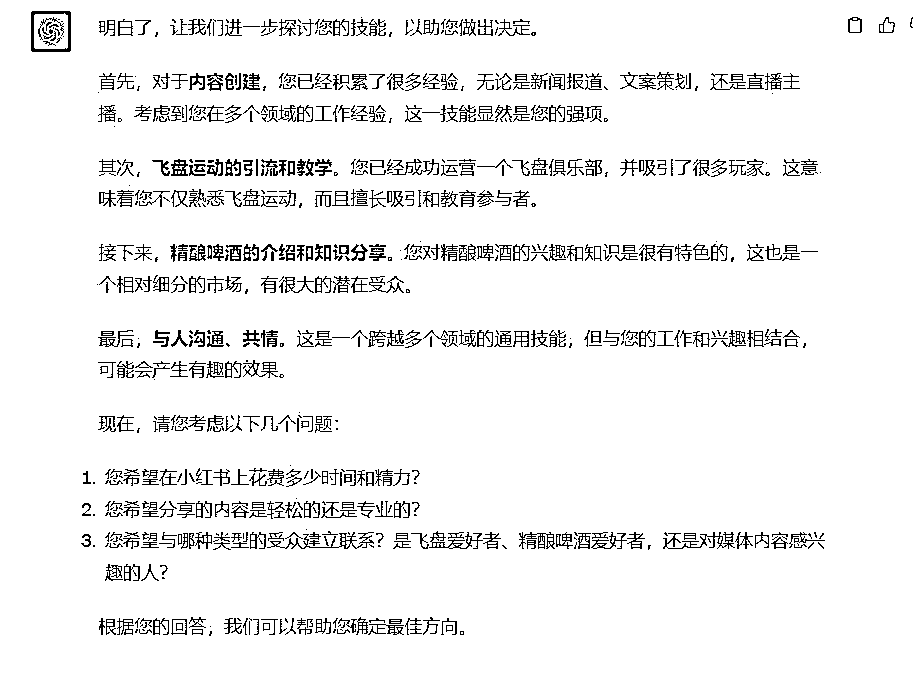 明白了，让我们进一步探讨您的技能，以助您做出决定。
首先，对于内容创建，您已经积累了很多经验，无论是新闻报道、文案策划，还是直播主
播。考虑到您在多个领域的工作经验，这一技能显然是您的强项。
其次，飞盘运动的引流和教学。您已经成功运营一个飞盘俱乐部，并吸引了很多玩家。这意
味着您不仅熟悉飞盘运动，而且擅长吸引和教育参与者。
接下来，精酿啤酒的介绍和知识分享。您对精酿啤酒的兴趣和知识是很有特色的，这也是一
个相对细分的市场，有很大的潜在受众。
最后，与人沟通、共情。这是一个跨越多个领域的通用技能，但与您的工作和兴趣相结合，
可能会产生有趣的效果。
现在，请您考虑以下几个问题：
1. 您希望在小红书上花费多少时间和精力？
2. 您希望分享的内容是轻松的还是专业的？
3. 您希望与哪种类型的受众建立联系？是飞盘爱好者、精酿啤酒爱好者，还是对媒体内容感兴
趣的人？
根据您的回答，我们可以帮助您确定最佳方向。